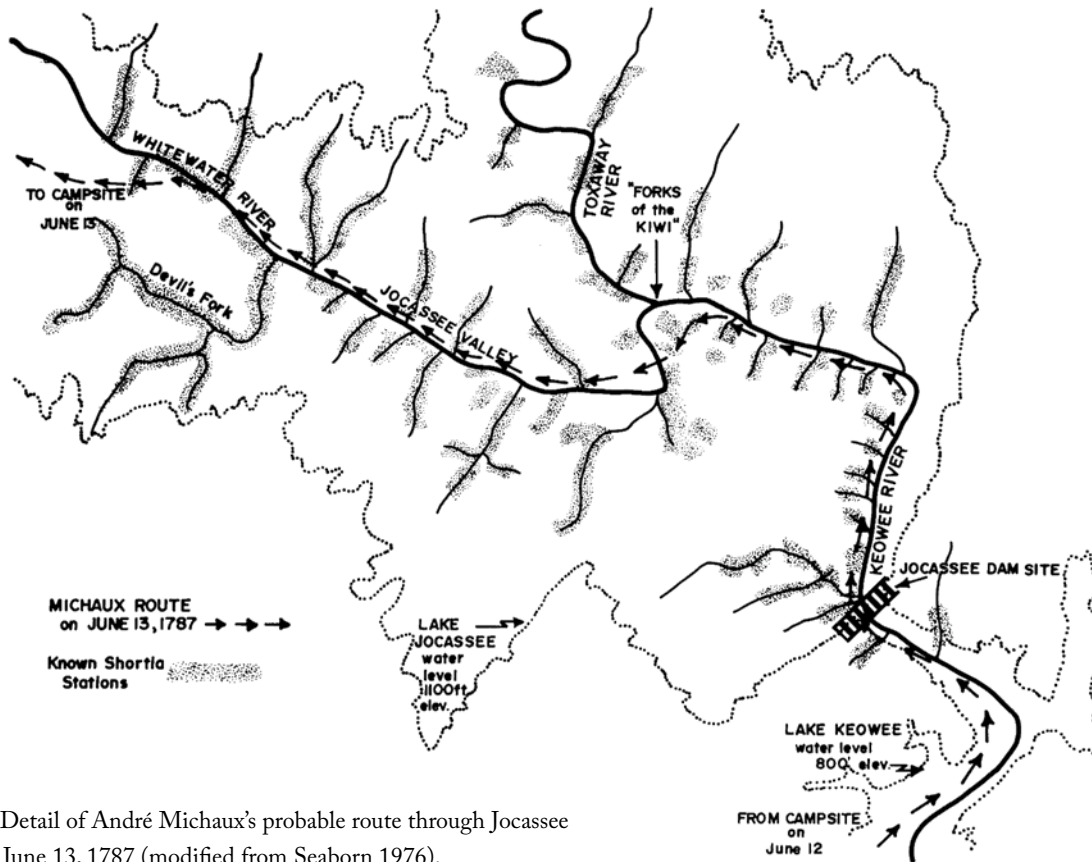 WHITEWATER RIVER
TO CAMPSITE
on
JUNE 13
Devil's Fork
JOCASSEE VALLEY
TOXAWAY
RIVER
"FORKS
of the
KIWI"
KEOWEE RIVER
JOCASSEE DAM SITE
MICHAUX ROUTE
on JUNE 13, 1787
Known Shortia
Stations
LAKE
JOCASSEE
water
level
1100ft
elev.
LAKE KEOWEE
water level
800' elev.
FROM CAMPSITE
on
June 12
Detail of André Michaux's probable route through Jocassee
June 13, 1787 (modified from Seaborn 1976).